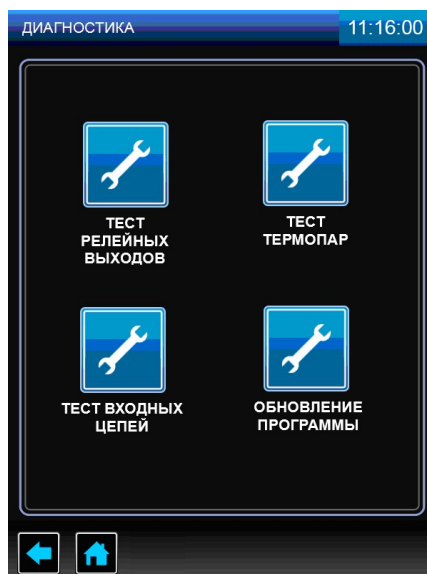 ДИАГНОСТИКА 11:16:00
ТЕСТ
РЕЛЕЙНЫХ
ВЫХОДОВ
ТЕСТ
ТЕРМОПАР
ТЕСТ ВХОДНЫХ
ЦЕПЕЙ
ОБНОВЛЕНИЕ
ПРОГРАММЫ